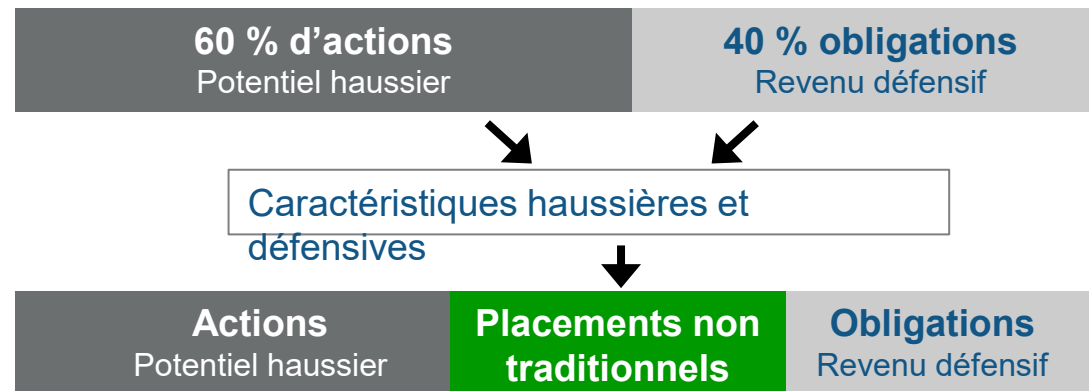 60 % d’actions
Potentiel haussier
40 % obligations
Revenu défensif
Caractéristiques haussières et
défensives
Actions
Potentiel haussier
Placements non
traditionnels
Obligations
Revenu défensif